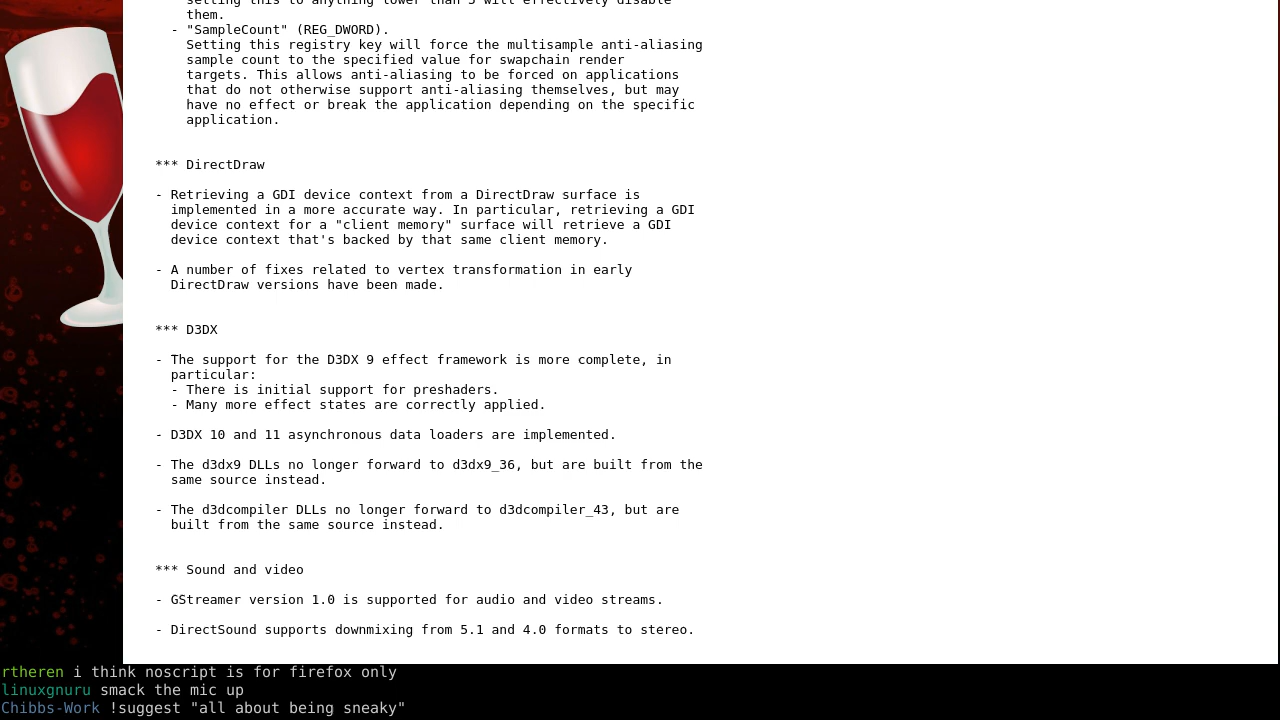 setting this to anything lower than 5 will effectively disable
them.
- "SampleCount" (REG_DWORD).
Setting this registry key will force the multisample anti-aliasing
sample count to the specified value for swapchain render
targets. This allows anti-aliasing to be forced on applications
that do not otherwise support anti-aliasing themselves, but may
have no effect or break the application depending on the specific
application.
*** DirectDraw
- Retrieving a GDI device context from a DirectDraw surface is
implemented in a more accurate way. In particular, retrieving a GDI
device context for a "client memory" surface will retrieve a GDI
device context that's backed by that same client memory.
- A number of fixes related to vertex transformation in early
DirectDraw versions have been made.
*** D3DX
- The support for the D3DX 9 effect framework is more complete, in
particular:
- There is initial support for preshaders.
- Many more effect states are correctly applied.
- D3DX 10 and 11 asynchronous data loaders are implemented.
- The d3dx9 DLLs no longer forward to d3dx9_36, but are built from the
same source instead.
- The d3dcompiler DLLs no longer forward to d3dcompiler_43, but are
built from the same source instead.
*** Sound and video
- GStreamer version 1.0 is supported for audio and video streams.
- DirectSound supports downmixing from 5.1 and 4.0 formats to stereo.
rtheren i think noscript is for firefox only
linuxgnuru smack the mic up
Chibbs-Work !suggest "all about being sneaky"